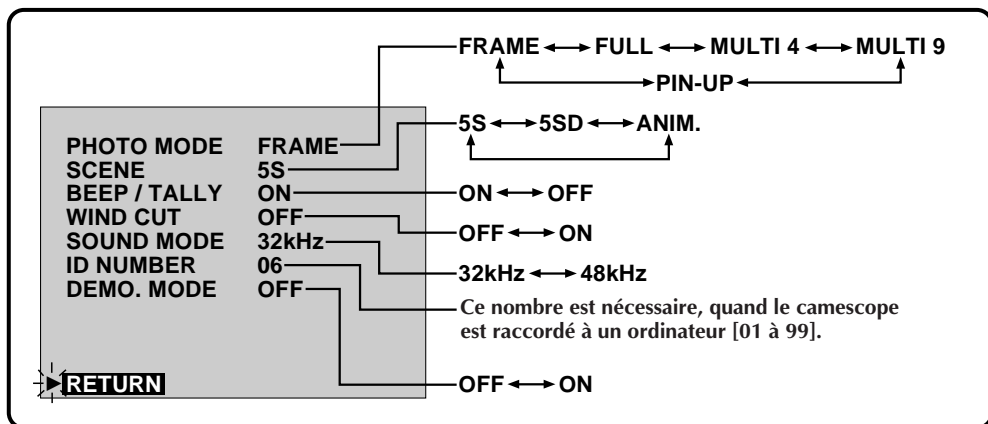 FRAME FULL MULTI 4 MULTI 9
PIN-UP
5S 5SD ANIM.
PHOTO MODE FRAME
SCENE 5S
BEEP / TALLY ON
WIND CUT OFF
SOUND MODE 32kHz
ID NUMBER 06
DEMO. MODE OFF
RETURN
ON OFF
OFF ON
32kHz 48kHz
Ce nombre est nécessaire, quand le camescope
est raccordé à un ordinateur [01 à 99].
OFF ON